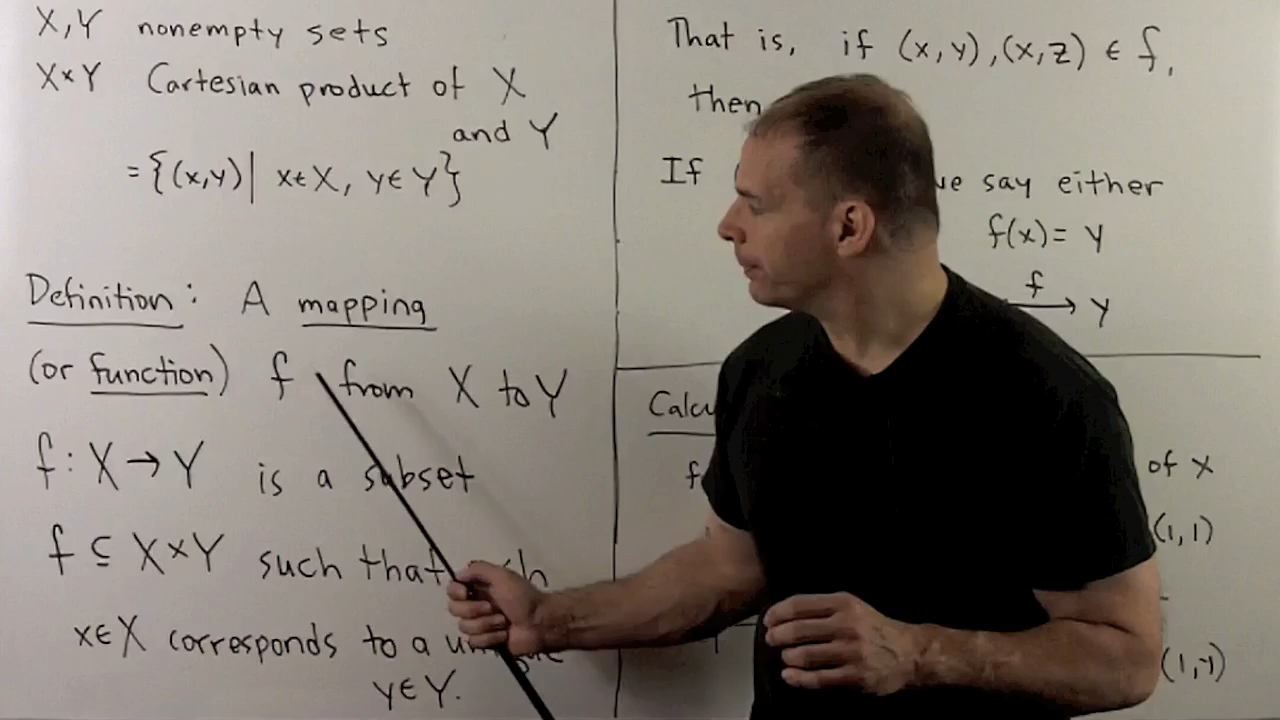 X, Y nonempty sets
X×Y Cartesian product of X
and Y
= {(x,y)| x∈X, y∈Y}
Definition: A mapping
(or function) f from X to Y
f: X→Y is a subset
f ⊆ X×Y such that
x∈X corresponds to a
y∈Y.
That is, if (x,y),(x,z) ∈ f,
then
If say either
f(x)= y
f
→ y
of x
(1,1)
(1,-1)